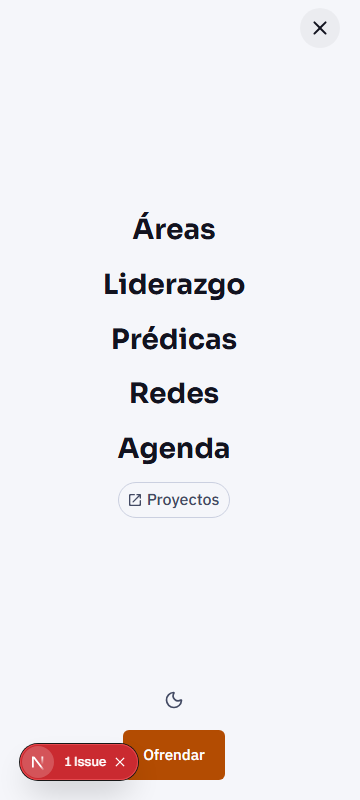 Áreas
Liderazgo
Prédicas
Redes
Agenda
Proyectos
Ofrendar
N 1 Issue